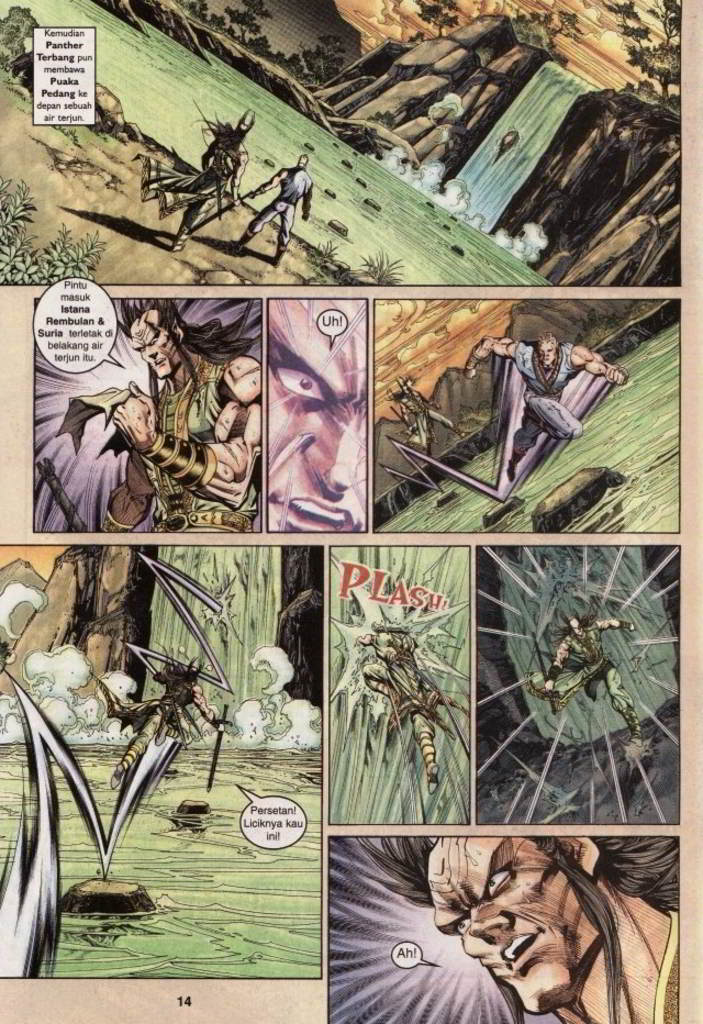 Kemudian
Panther
Terbang pun
membawa
Puaka
Pedang ke
depan sebuah
air terjun.
Pintu
masuk
Istana
Rembulan &
Suria terletak di
belakang air
terjun itu.
Uh!
Persetan!
Liciknya kau
ini!
PLASH!
Ah!
14